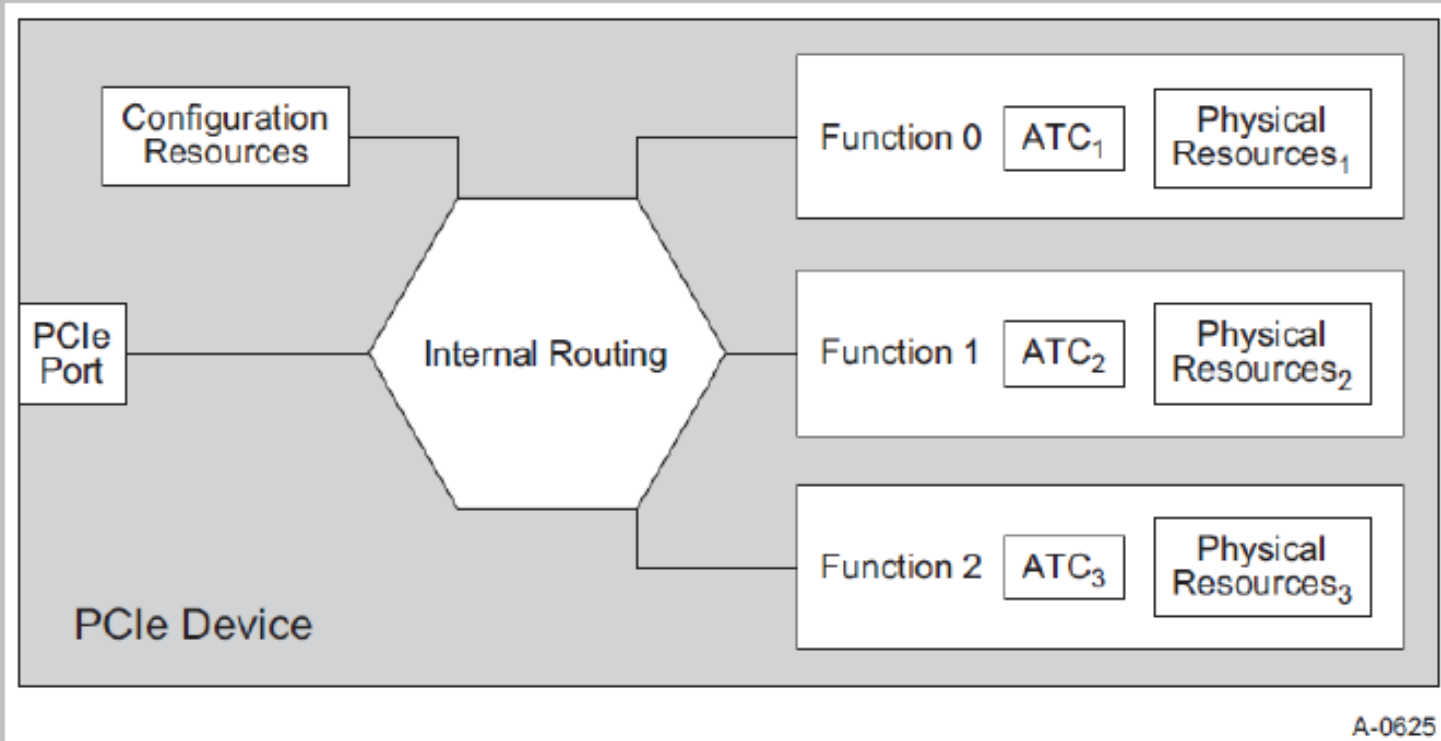 Configuration
Resources
PCIe
Port
Internal Routing
Function 0
ATC₁
Physical
Resources₁
Function 1
ATC₂
Physical
Resources₂
Function 2
ATC₃
Physical
Resources₃
PCIe Device
A-0625